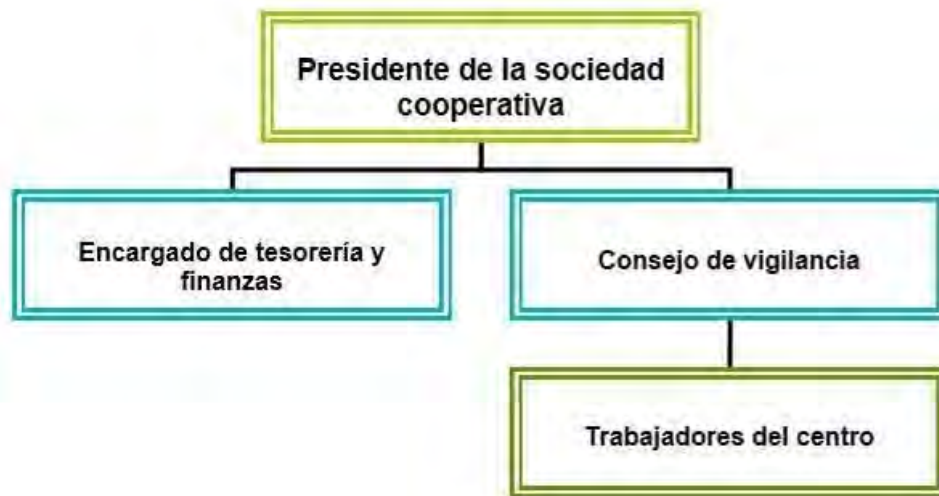 Presidente de la sociedad
cooperativa
Encargado de tesorería y
finanzas
Consejo de vigilancia
Trabajadores del centro